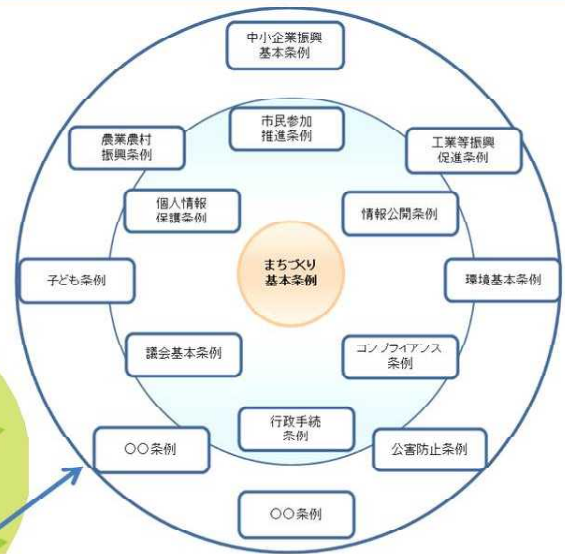 中小企業振興
基本条例
市民参加
推進条例
農業農村
振興条例
工業等振興
促進条例
個人情報
保護条例
情報公開条例
まちづくり
基本条例
子ども条例
環境基本条例
議会基本条例
コンプライアンス
条例
行政手続
条例
〇〇条例
公害防止条例
〇〇条例